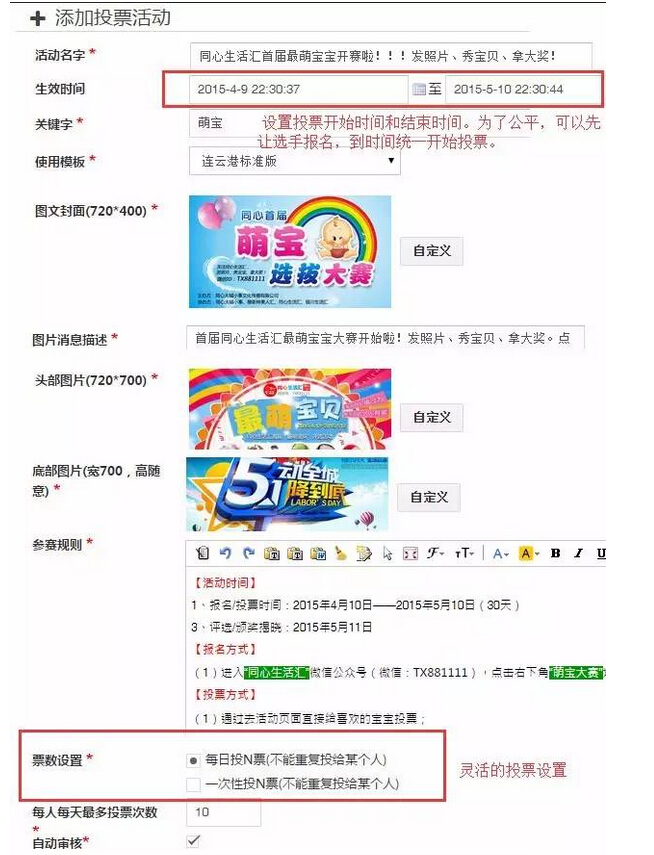 添加投票活动
活动名字 *
同心生活汇首届最萌宝宝开赛啦！！！发照片、秀宝贝、拿大奖！
生效时间
2015-4-9 22:30:37
至
2015-5-10 22:30:44
关键字 *
萌宝
设置投票开始时间和结束时间。为了公平，可以先
让选手报名，到时间统一开始投票。
使用模板 *
连云港标准版
图文封面(720*400) *
同心首届
萌宝
选拔大赛
自定义
图片消息描述 *
首届同心生活汇最萌宝宝大赛开始啦！发照片、秀宝贝、拿大奖。点
头部图片(720*700) *
同心生活汇
最萌宝贝
自定义
底部图片(宽700，高随
意) *
51
动全城
降到底
LABOR'S DAY
自定义
参赛规则 *
【活动时间】
1、报名/投票时间：2015年4月10日——2015年5月10日（30天）
3、评选/颁奖揭晓：2015年5月11日
【报名方式】
（1）进入"同心生活汇"微信公众号（微信：TX881111），点击右下角"萌宝大赛"
【投票方式】
（1）通过去活动页面直接给喜欢的宝宝投票；
票数设置 *
每日投N票(不能重复投给某个人)
一次性投N票(不能重复投给某个人)
灵活的投票设置
每人每天最多投票次数
*
10
自动审核*